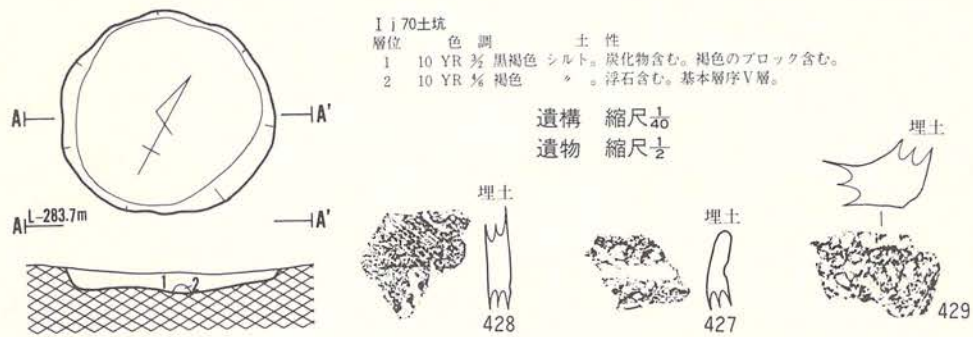 Ⅰj70土坑
層位 色調 土性
1 10 YR 3/2 黒褐色 シルト。炭化物含む。褐色のブロック含む。
2 10 YR 4/6 褐色 〃 。浮石含む。基本層序Ⅴ層。
遺構 縮尺1/40
遺物 縮尺1/2
A A'
L-283.7m
A A'
1 2
埋土
428
埋土
427
埋土
429